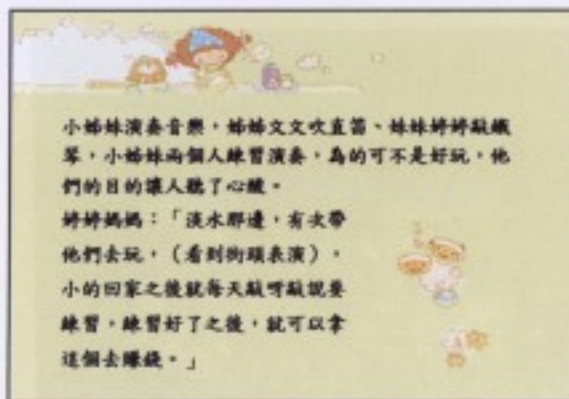 小姊妹演奏音樂，姊姊文文吹直笛、妹妹婷婷敲鐵
琴，小姊妹兩個人練習演奏，為的可不是好玩，他
們的目的讓人聽了心酸。
婷婷媽媽：「淡水那邊，有次帶
他們去玩，（看到街頭表演），
小的回家之後就每天敲呀敲說要
練習，練習好了之後，就可以拿
這個去賺錢。」